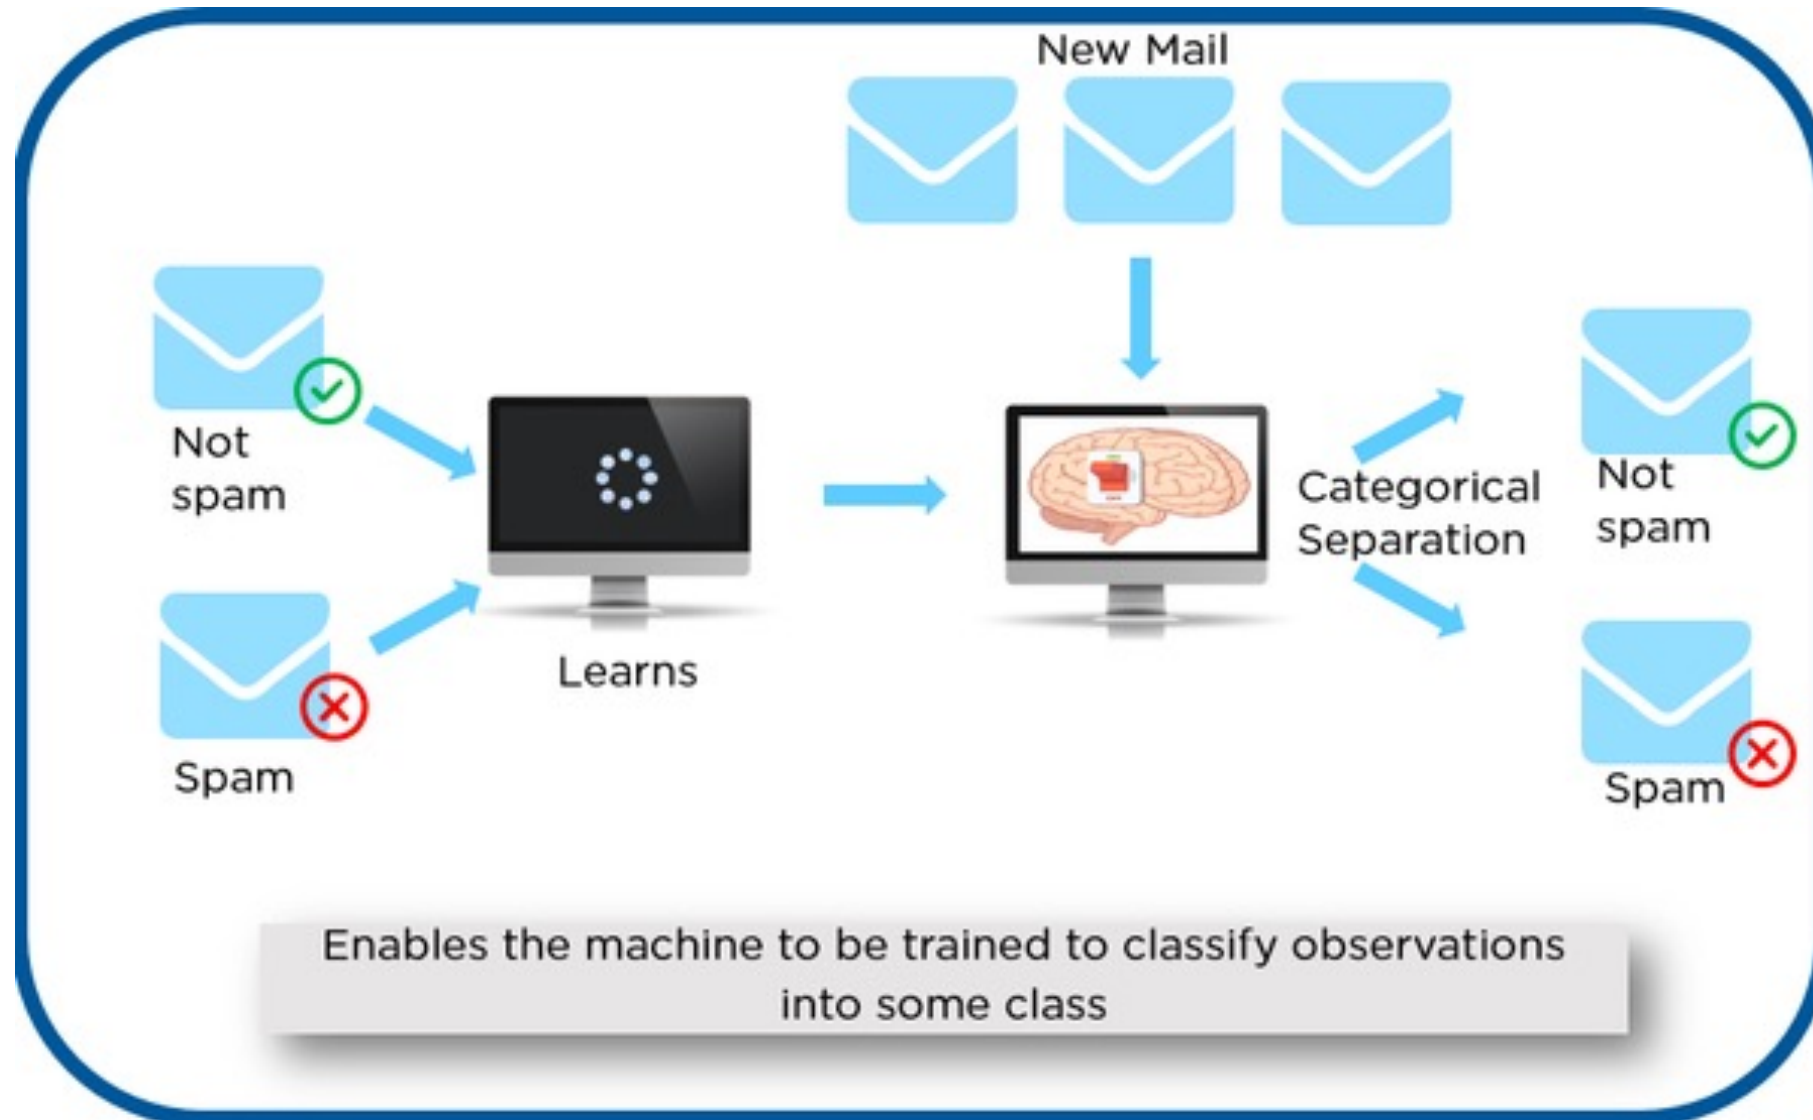 New Mail
Not
spam
Spam
Learns
Categorical
Separation
Not
spam
Spam
Enables the machine to be trained to classify observations
into some class